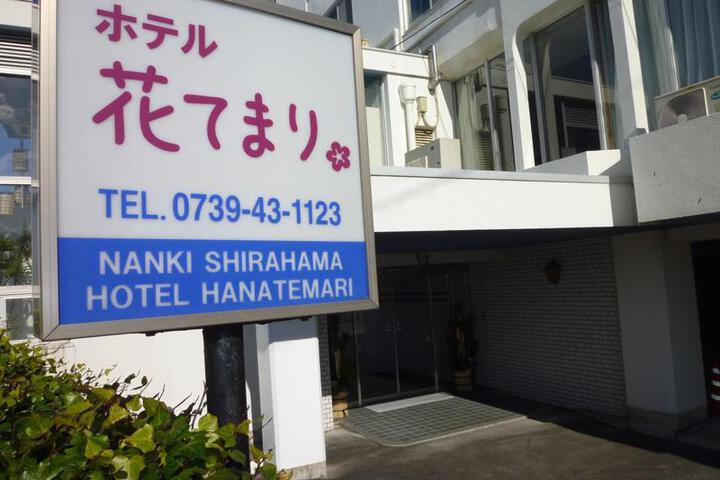 ホテル
花てまり
TEL. 0739-43-1123
NANKI SHIRAHAMA
HOTEL HANATEMARI